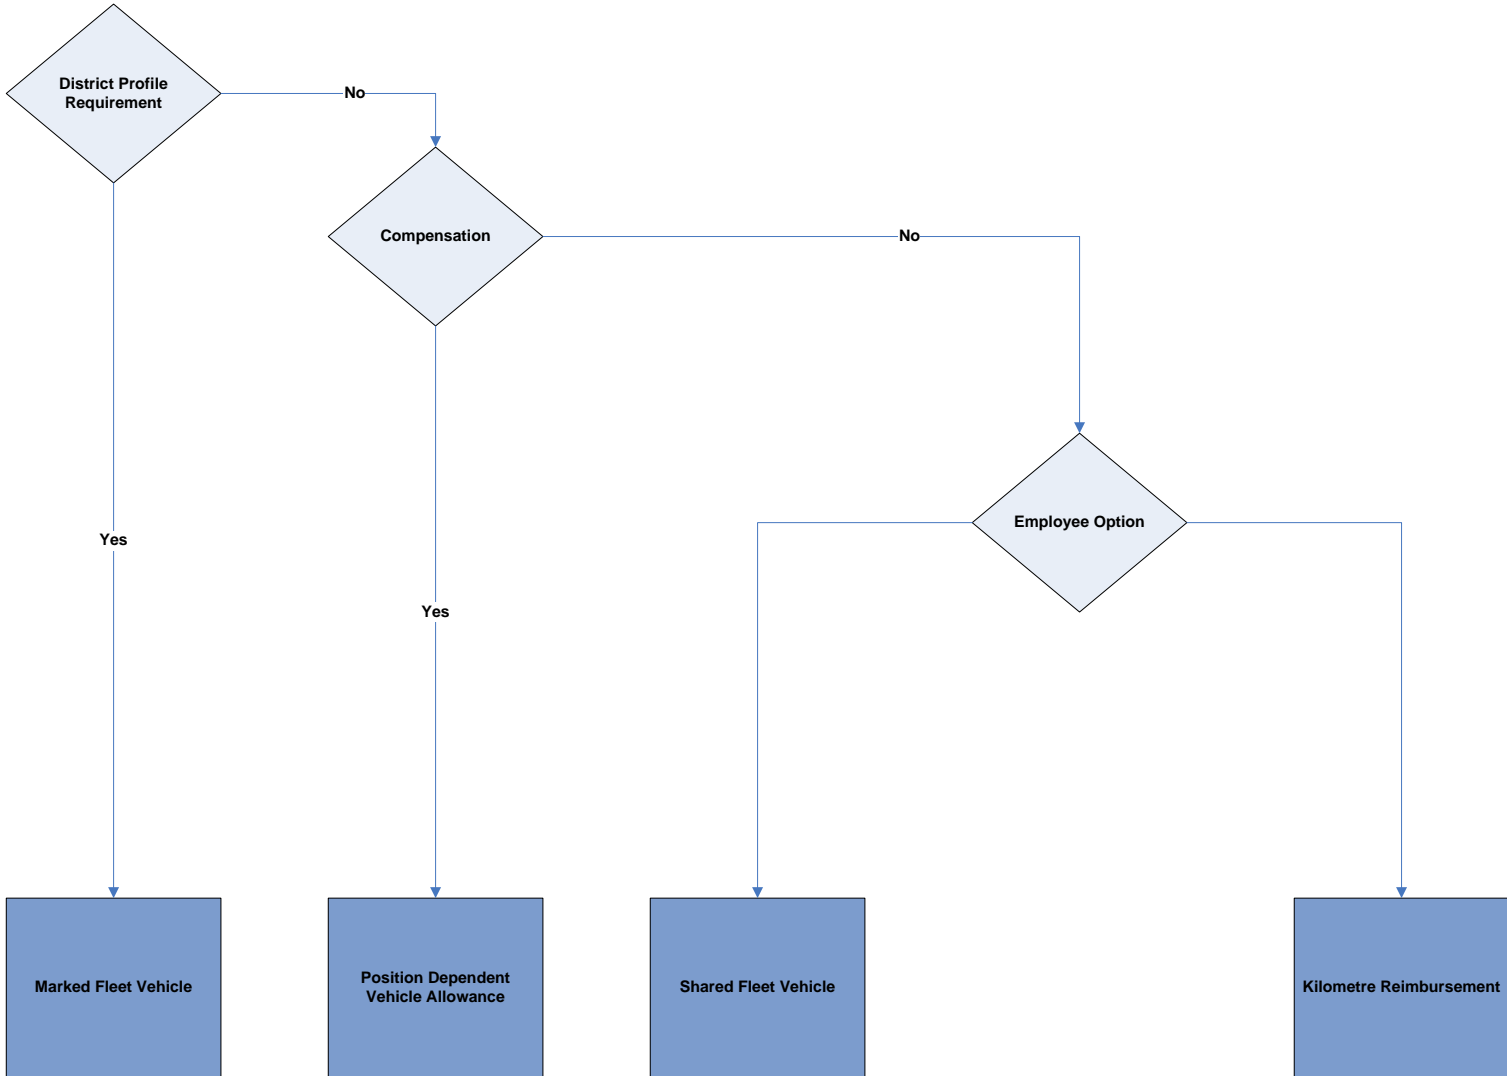 District Profile
Requirement
No
Compensation
No
Employee Option
Yes
Yes
Marked Fleet Vehicle
Position Dependent
Vehicle Allowance
Shared Fleet Vehicle
Kilometre Reimbursement